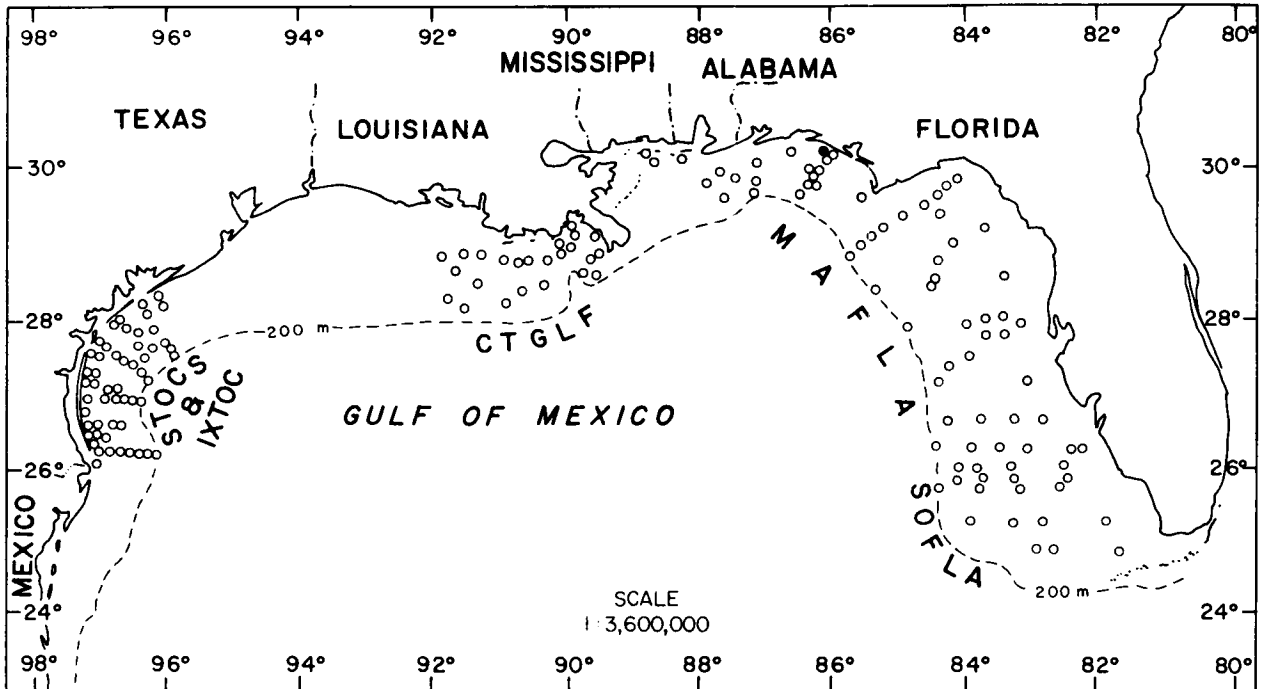 98° 96° 94° 92° 90° 88° 86° 84° 82° 80°
MISSISSIPPI ALABAMA
TEXAS LOUISIANA FLORIDA
30° 30°
28° 28°
200 m
CTGLF
MAFLA
STOCS
&
IXTOC
GULF OF MEXICO
26° 26°
SOFLA
MEXICO
200 m
24° 24°
SCALE
1:3,600,000
98° 96° 94° 92° 90° 88° 86° 84° 82° 80°